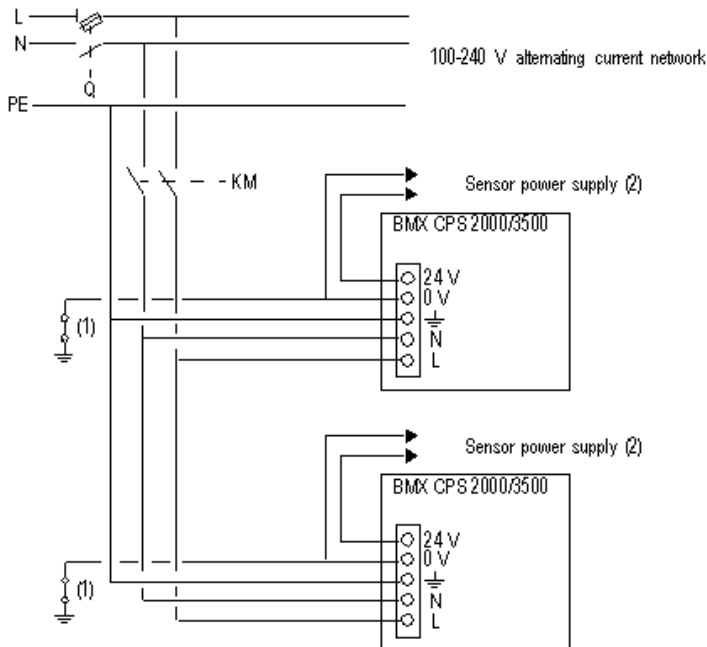 L
N
100-240 V alternating current network
Q
PE
KM
Sensor power supply (2)
BMX CPS 2000/3500
24 V
0 V
(1)
N
L
Sensor power supply (2)
BMX CPS 2000/3500
24 V
0 V
(1)
N
L